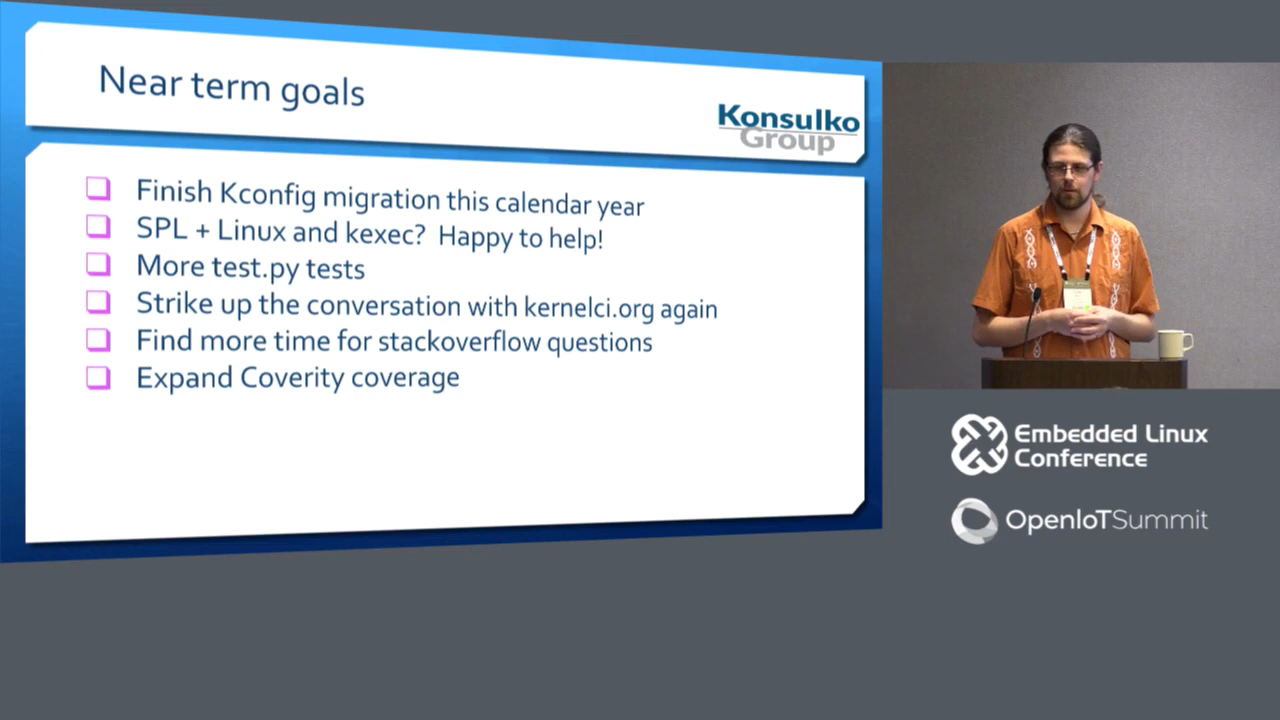 Near term goals
Konsulko
Group
Finish Kconfig migration this calendar year
SPL + Linux and kexec? Happy to help!
More test.py tests
Strike up the conversation with kernelci.org again
Find more time for stackoverflow questions
Expand Coverity coverage
Embedded Linux
Conference
OpenIoTSummit